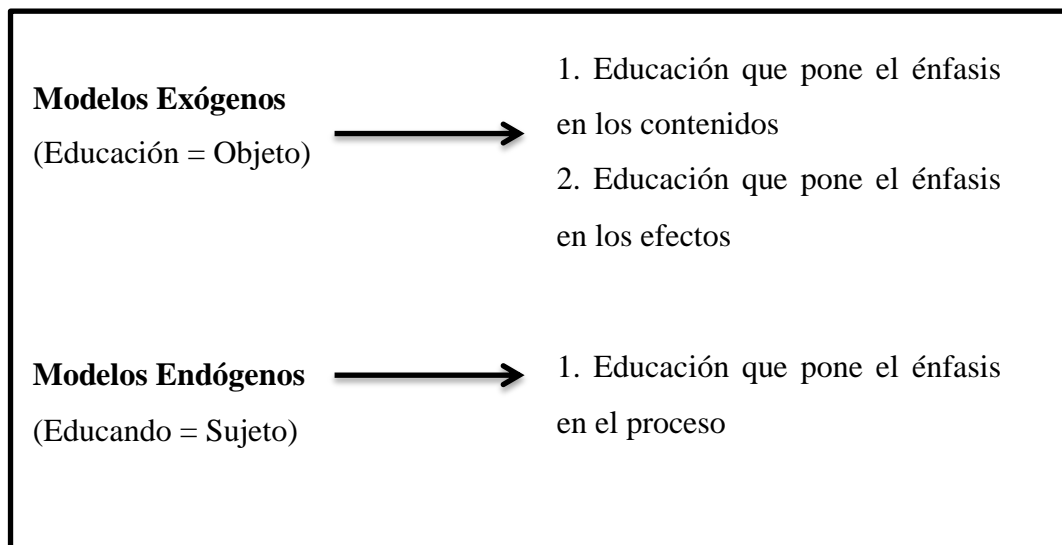 Modelos Exógenos
(Educación = Objeto)
1. Educación que pone el énfasis
en los contenidos
2. Educación que pone el énfasis
en los efectos
Modelos Endógenos
(Educando = Sujeto)
1. Educación que pone el énfasis
en el proceso